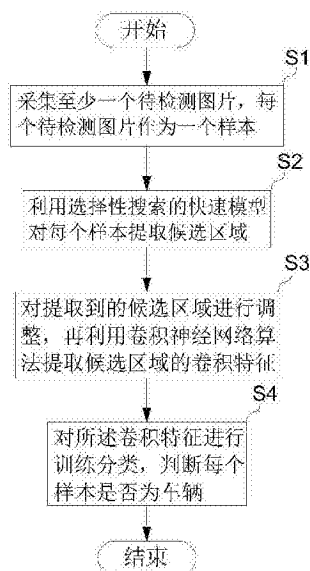 开始
S1
采集至少一个待检测图片，每
个待检测图片作为一个样本
S2
利用选择性搜索的快速模型
对每个样本提取候选区域
S3
对提取到的候选区域进行调
整，再利用卷积神经网络算
法提取候选区域的卷积特征
S4
对所述卷积特征进行
训练分类，判断每个
样本是否为车辆
结束